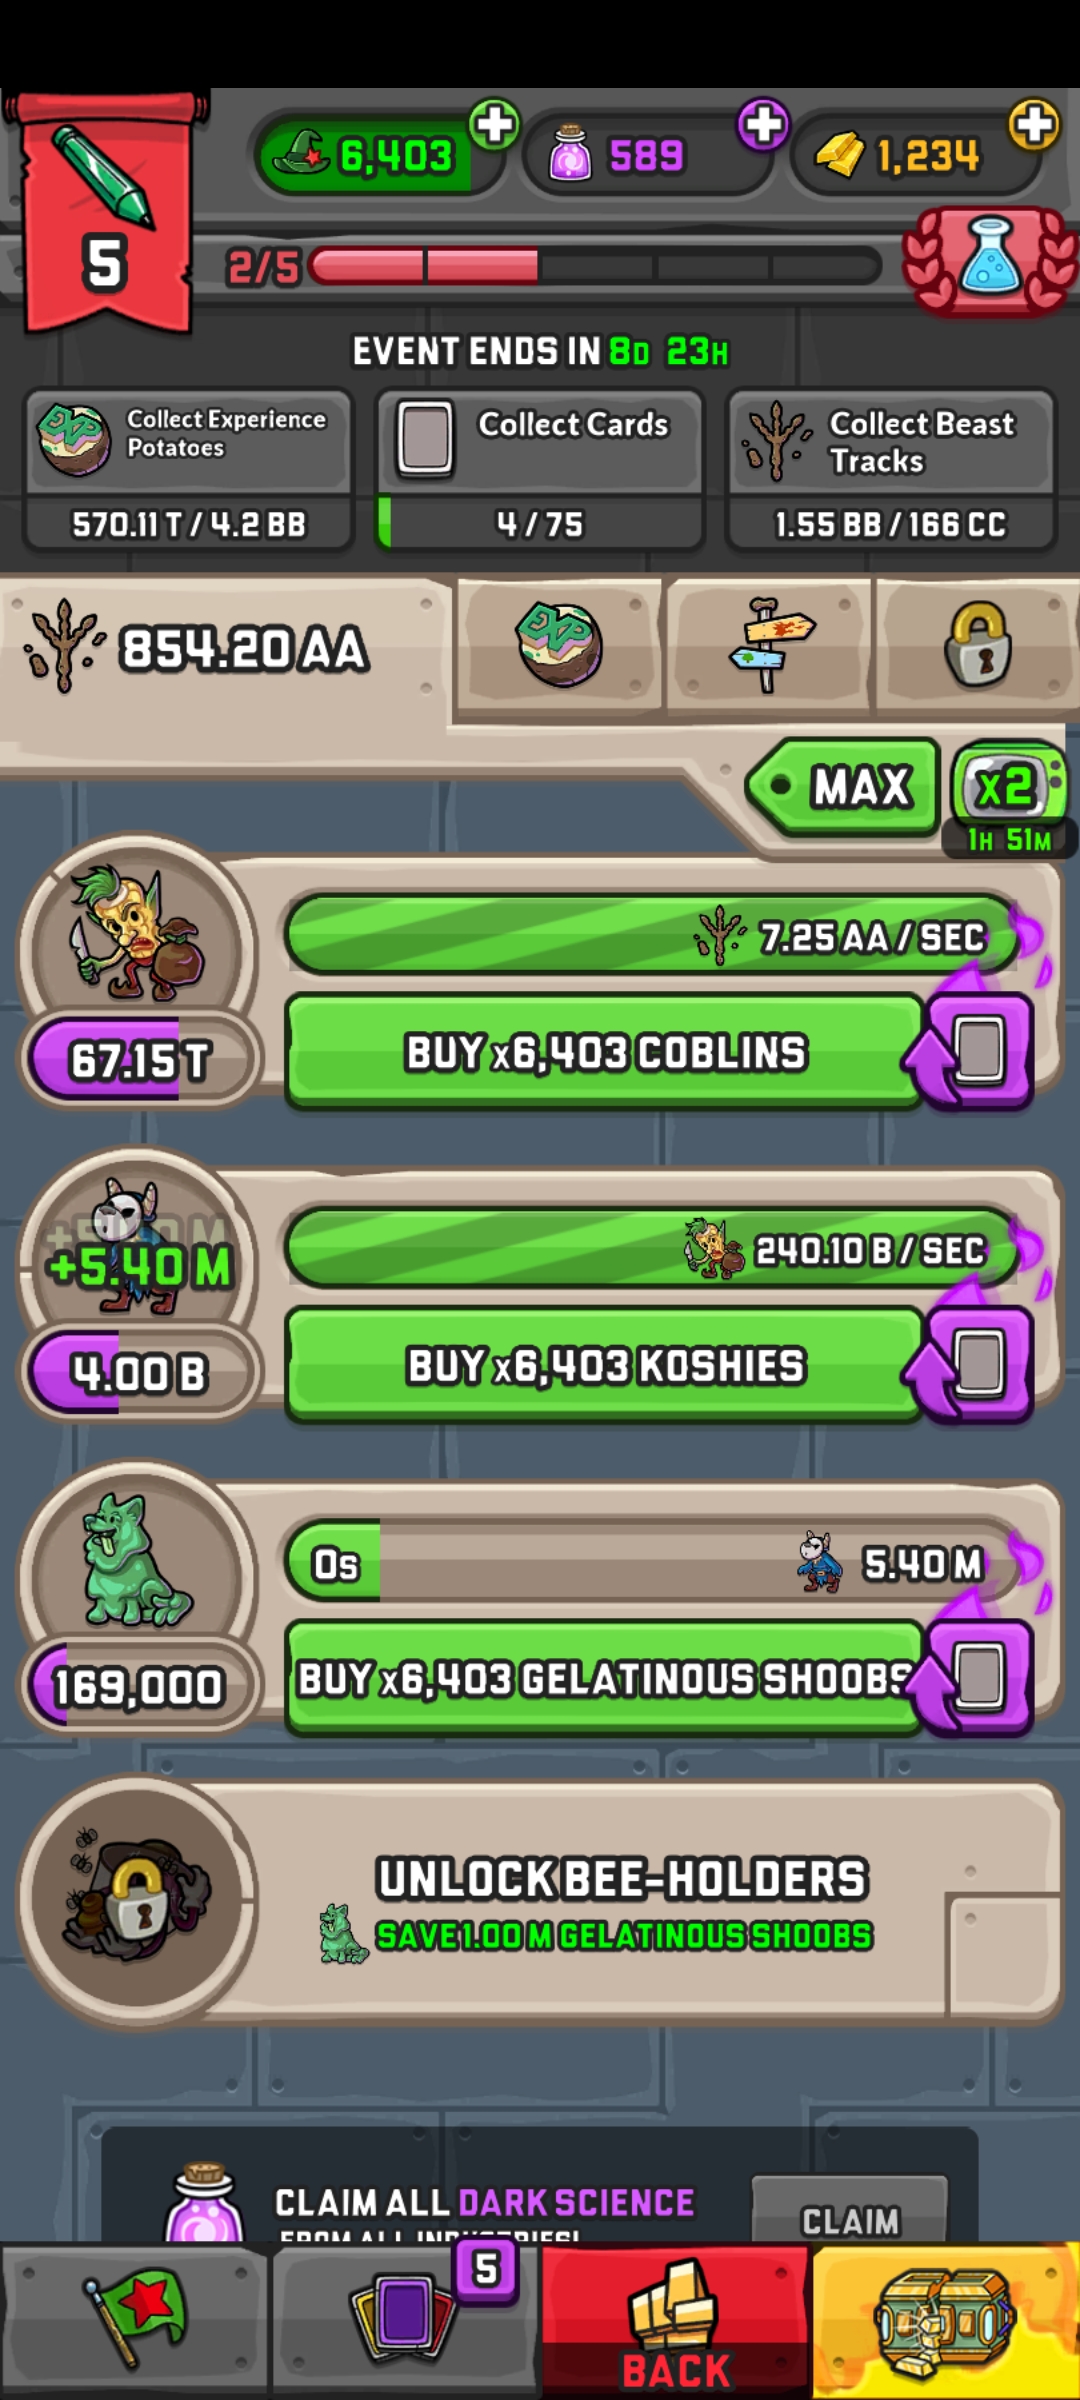 6,403
589
1,234
5
2/5
EVENT ENDS IN 8D 23H
Collect Experience
Potatoes
570.11 T / 4.2 BB
Collect Cards
4 / 75
Collect Beast
Tracks
1.55 BB / 166 CC
854.20 AA
EXP
MAX
x2
1H 51M
7.25 AA / SEC
67.15 T
BUY x6,403 COBLINS
+5.40 M
240.10 B / SEC
4.00 B
BUY x6,403 KOSHIES
0s
5.40 M
169,000
BUY x6,403 GELATINOUS SHOOBS
UNLOCK BEE-HOLDERS
SAVE 1.00 M GELATINOUS SHOOBS
CLAIM ALL DARK SCIENCE
FROM ALL INDUSTRIES!
CLAIM
5
BACK